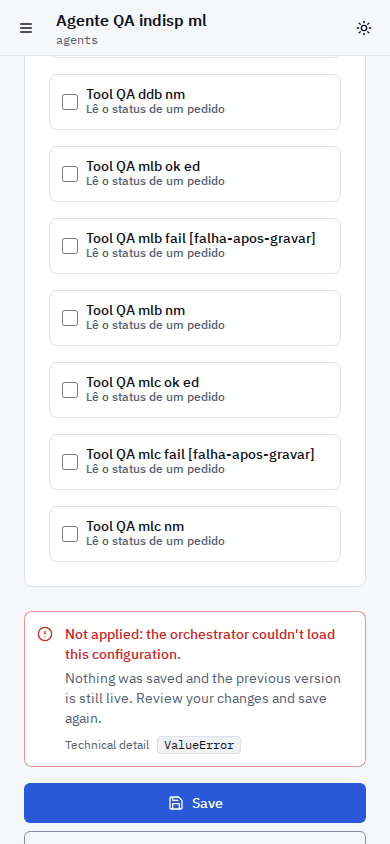 Agente QA indisp ml
agents
Tool QA ddb nm
Lê o status de um pedido
Tool QA mlb ok ed
Lê o status de um pedido
Tool QA mlb fail [falha-apos-gravar]
Lê o status de um pedido
Tool QA mlb nm
Lê o status de um pedido
Tool QA mlc ok ed
Lê o status de um pedido
Tool QA mlc fail [falha-apos-gravar]
Lê o status de um pedido
Tool QA mlc nm
Lê o status de um pedido
Not applied: the orchestrator couldn't load
this configuration.
Nothing was saved and the previous version
is still live. Review your changes and save
again.
Technical detail ValueError
Save